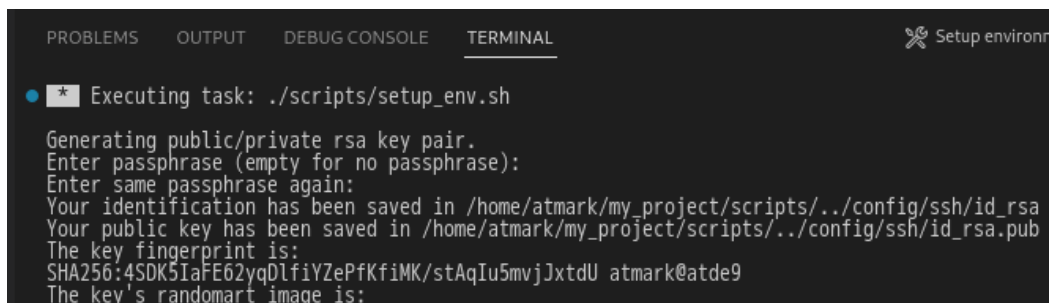 PROBLEMS OUTPUT DEBUG CONSOLE TERMINAL Setup environm
* Executing task: ./scripts/setup_env.sh
Generating public/private rsa key pair.
Enter passphrase (empty for no passphrase):
Enter same passphrase again:
Your identification has been saved in /home/atmark/my_project/scripts/../config/ssh/id_rsa
Your public key has been saved in /home/atmark/my_project/scripts/../config/ssh/id_rsa.pub
The key fingerprint is:
SHA256:4SDK5IaFE62yqDlfiYZePfKfiMK/stAqIu5mvjJxtdU atmark@atde9
The key's randomart image is: